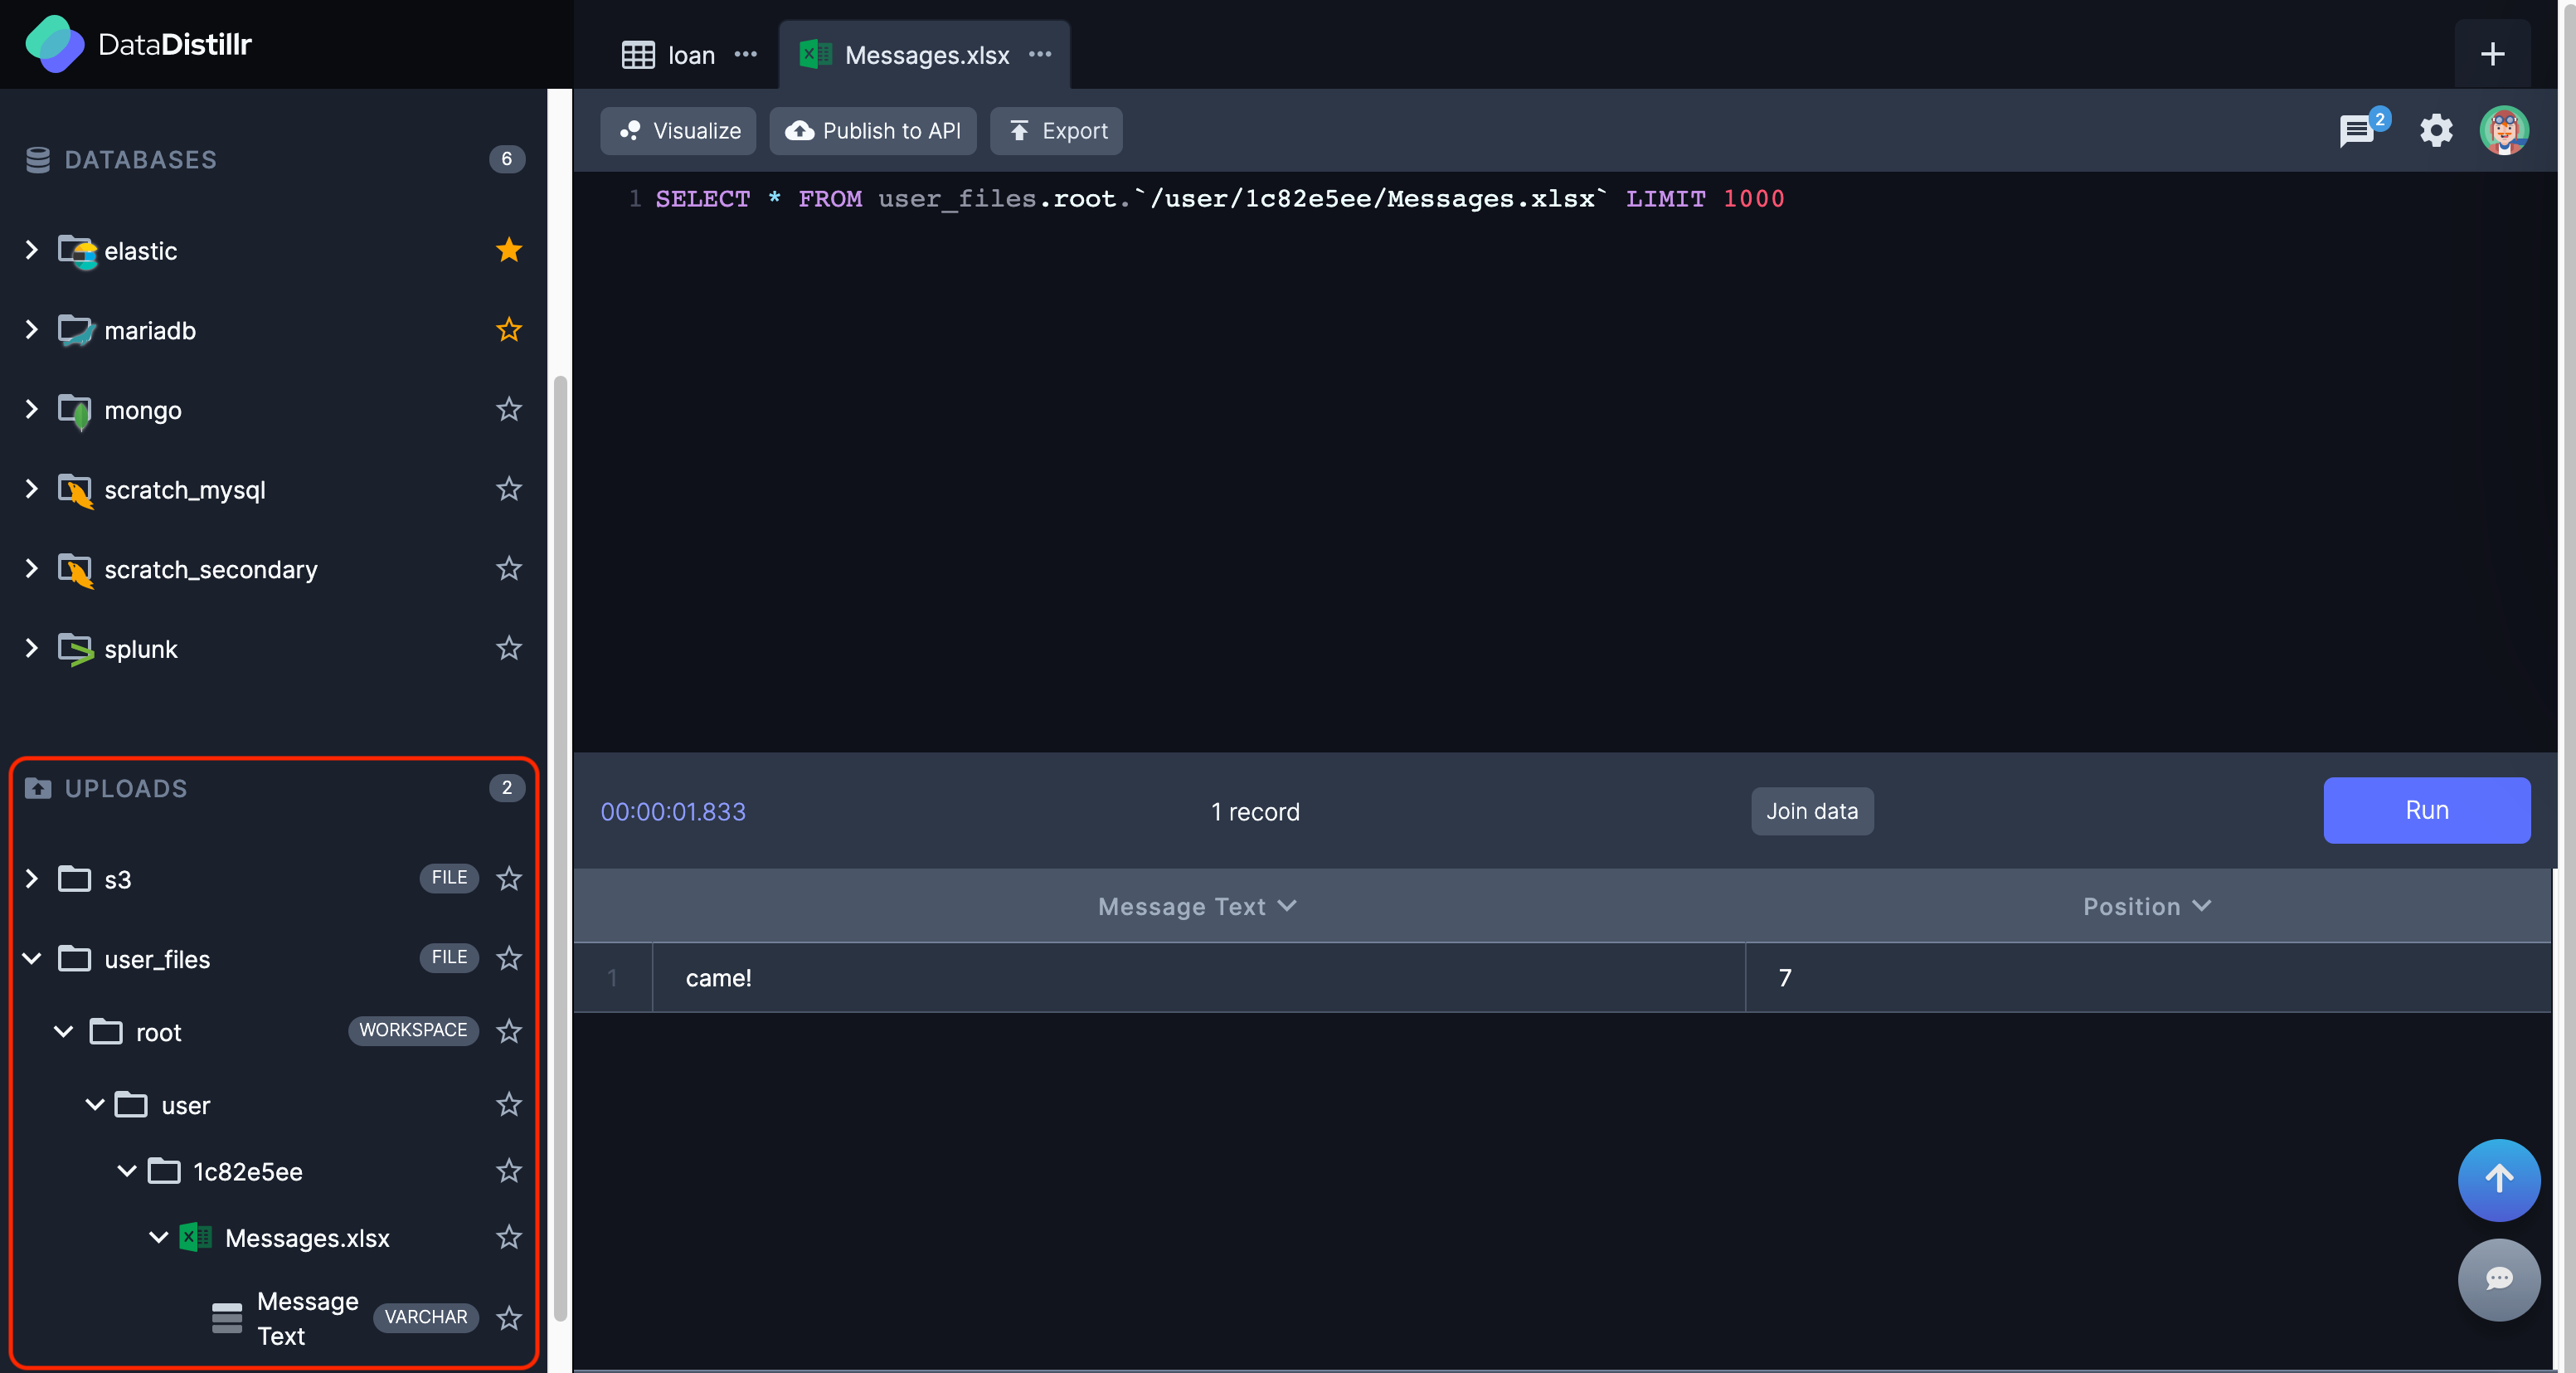 DataDistillr
loan
Messages.xlsx
Visualize
Publish to API
Export
2
DATABASES
6
elastic
mariadb
mongo
scratch_mysql
scratch_secondary
splunk
1 SELECT * FROM user_files.root.`/user/1c82e5ee/Messages.xlsx` LIMIT 1000
UPLOADS
2
s3
FILE
user_files
FILE
root
WORKSPACE
user
1c82e5ee
Messages.xlsx
Message
Text
VARCHAR
00:00:01.833
1 record
Join data
Run
Message Text
Position
1
came!
7